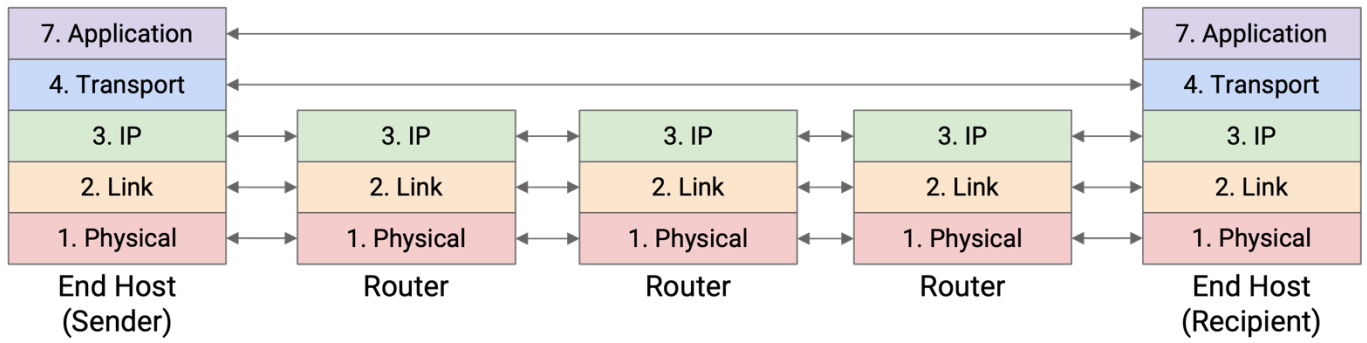 7. Application
7. Application
4. Transport
4. Transport
3. IP
3. IP
3. IP
3. IP
3. IP
2. Link
2. Link
2. Link
2. Link
2. Link
1. Physical
1. Physical
1. Physical
1. Physical
1. Physical
End Host
(Sender)
Router
Router
Router
End Host
(Recipient)